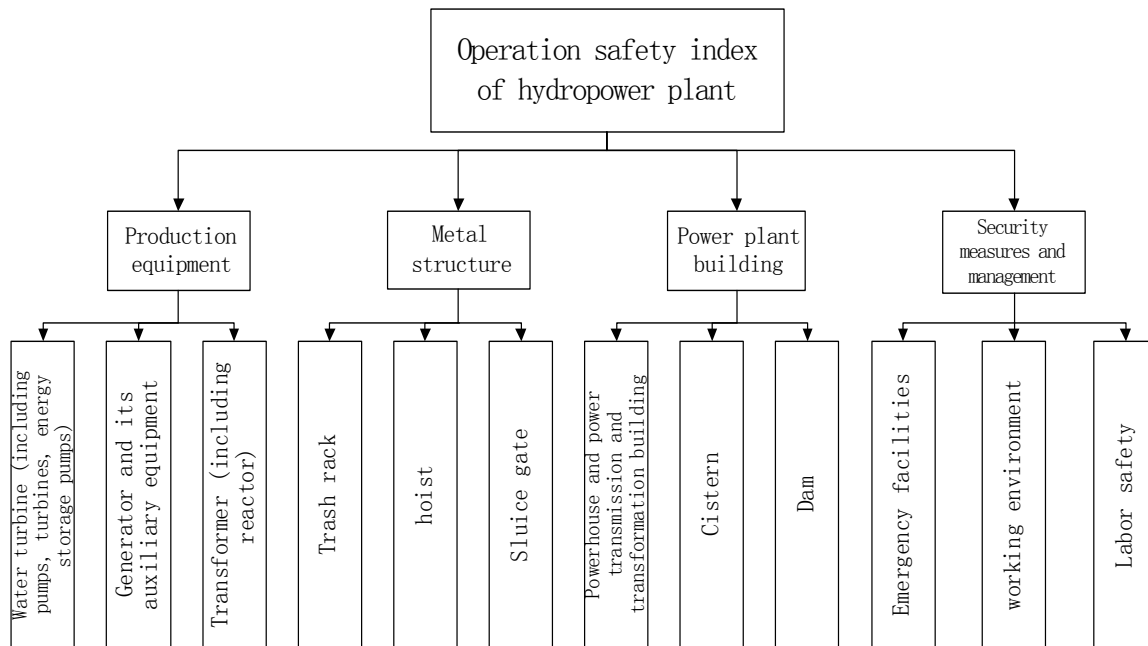 Operation safety index
of hydropower plant
Production
equipment
Metal
structure
Power plant
building
Security
measures and
management
Water turbine (including
pumps, turbines, energy
storage pumps)
Generator and its
auxiliary equipment
Transformer (including
reactor)
Trash rack
hoist
Sluice gate
Powerhouse and power
transmission and
transformation building
Cistern
Dam
Emergency facilities
working environment
Labor safety